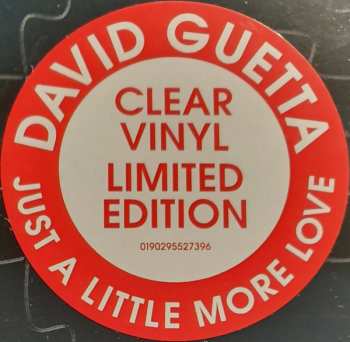 DAVID GUETTA
CLEAR
VINYL
LIMITED
EDITION
0190295527396
JUST A LITTLE MORE LOVE